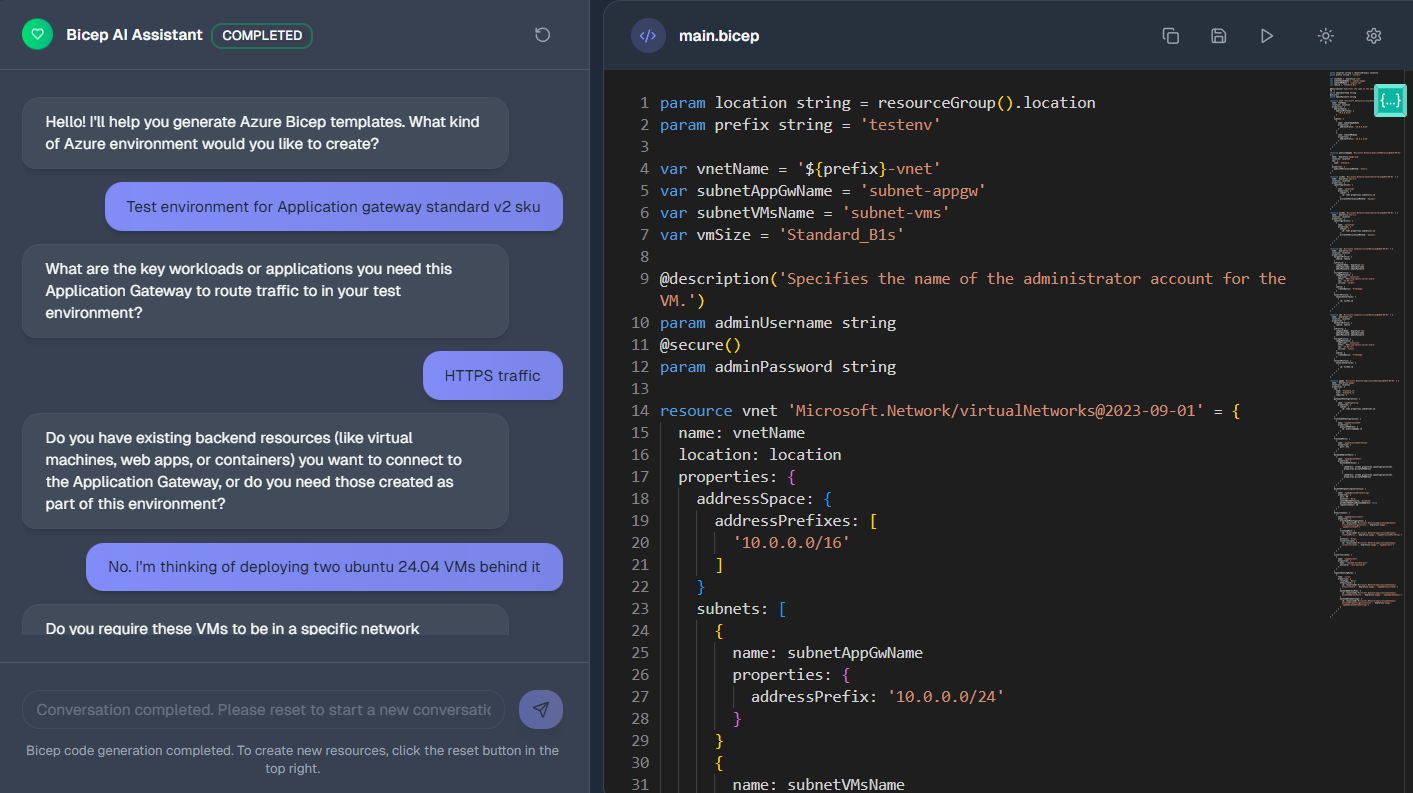 Bicep AI Assistant COMPLETED
Hello! I'll help you generate Azure Bicep templates. What kind
of Azure environment would you like to create?
Test environment for Application gateway standard v2 sku
What are the key workloads or applications you need this
Application Gateway to route traffic to in your test
environment?
HTTPS traffic
Do you have existing backend resources (like virtual
machines, web apps, or containers) you want to connect to
the Application Gateway, or do you need those created as
part of this environment?
No. I'm thinking of deploying two ubuntu 24.04 VMs behind it
Do you require these VMs to be in a specific network
Conversation completed. Please reset to start a new conversatio
Bicep code generation completed. To create new resources, click the reset button in the
top right.
</> main.bicep
{...}
1 param location string = resourceGroup().location
2 param prefix string = 'testenv'
3
4 var vnetName = '${prefix}-vnet'
5 var subnetAppGwName = 'subnet-appgw'
6 var subnetVMsName = 'subnet-vms'
7 var vmSize = 'Standard_B1s'
8
9 @description('Specifies the name of the administrator account for the
VM.')
10 param adminUsername string
11 @secure()
12 param adminPassword string
13
14 resource vnet 'Microsoft.Network/virtualNetworks@2023-09-01' = {
15 name: vnetName
16 location: location
17 properties: {
18 addressSpace: {
19 addressPrefixes: [
20 '10.0.0.0/16'
21 ]
22 }
23 subnets: [
24 {
25 name: subnetAppGwName
26 properties: {
27 addressPrefix: '10.0.0.0/24'
28 }
29 }
30 {
31 name: subnetVMsName